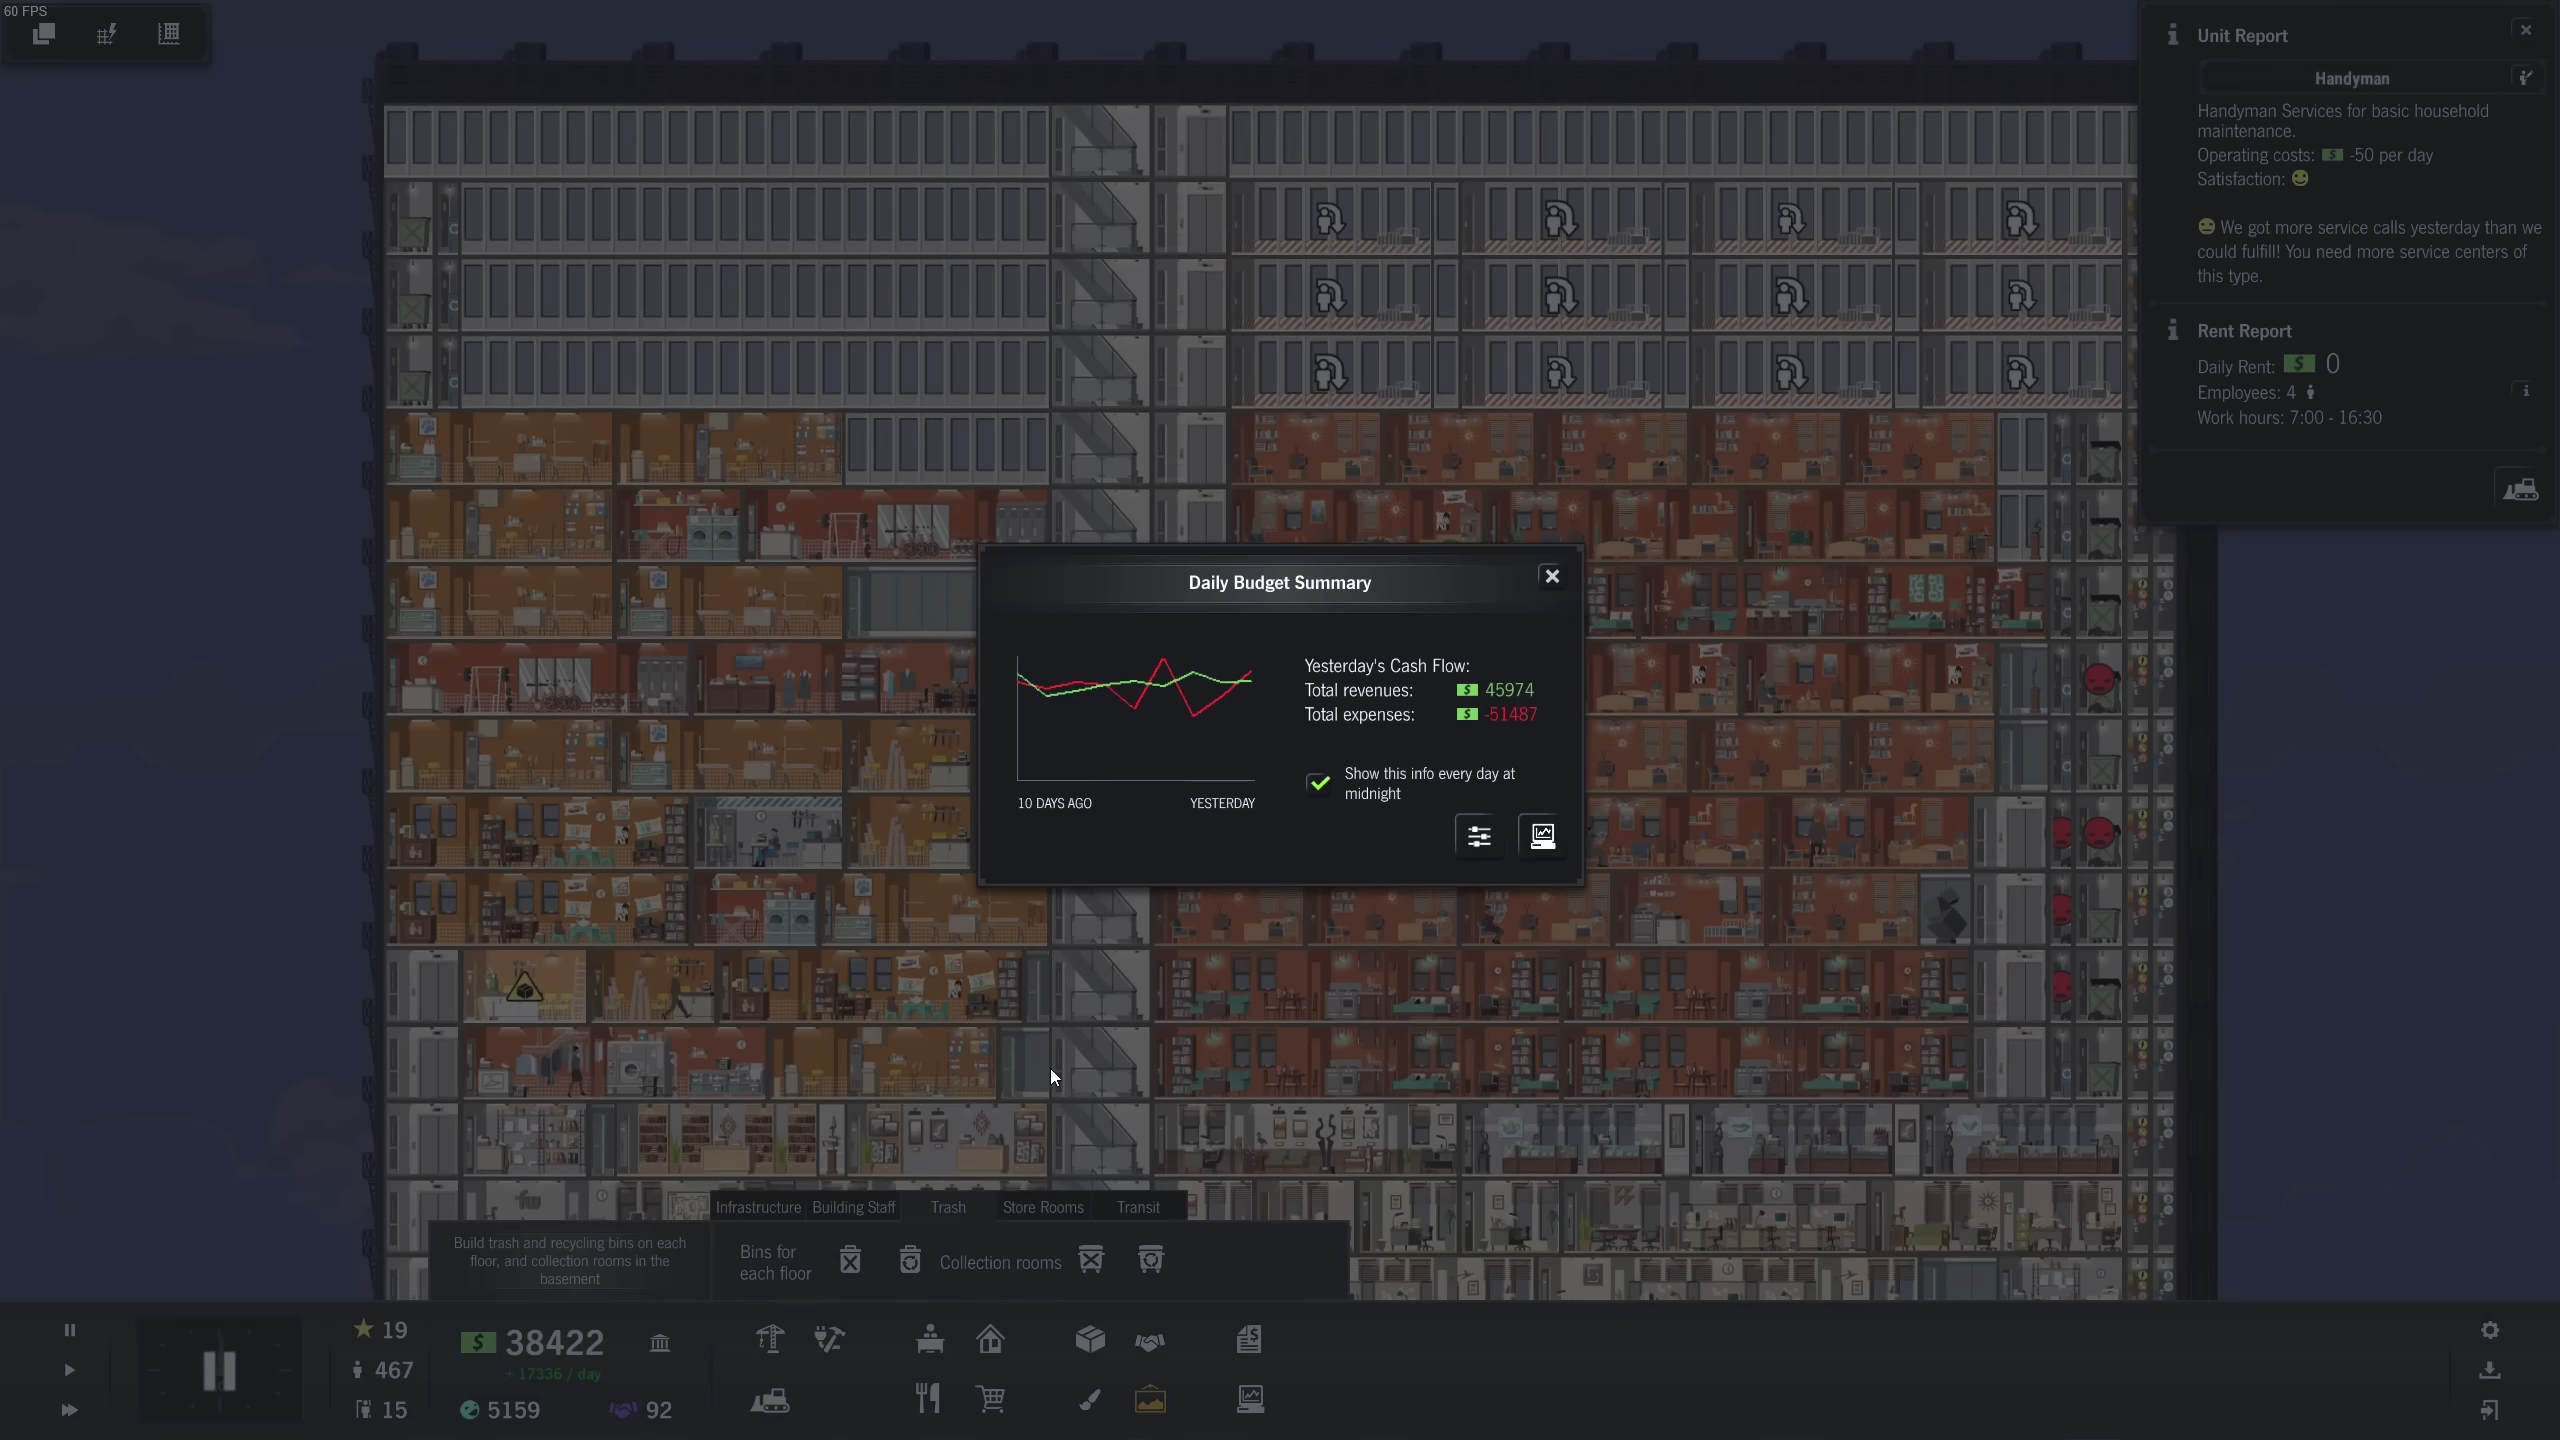 60 FPS
Unit Report
Handyman
Handyman Services for basic household
maintenance.
Operating costs: $ -50 per day
Satisfaction:
We got more service calls yesterday than we
could fulfill! You need more service centers of
this type.
Rent Report
Daily Rent: $ 0
Employees: 4
Work hours: 7:00 - 16:30
Daily Budget Summary
Yesterday's Cash Flow:
Total revenues: $ 45974
Total expenses: $ -51487
Show this info every day at
midnight
10 DAYS AGO
YESTERDAY
Infrastructure
Building Staff
Trash
Store Rooms
Transit
Build trash and recycling bins on each
floor, and collection rooms in the
basement
Bins for
each floor
Collection rooms
19
467
15
$ 38422
+ 17336 / day
5159
92